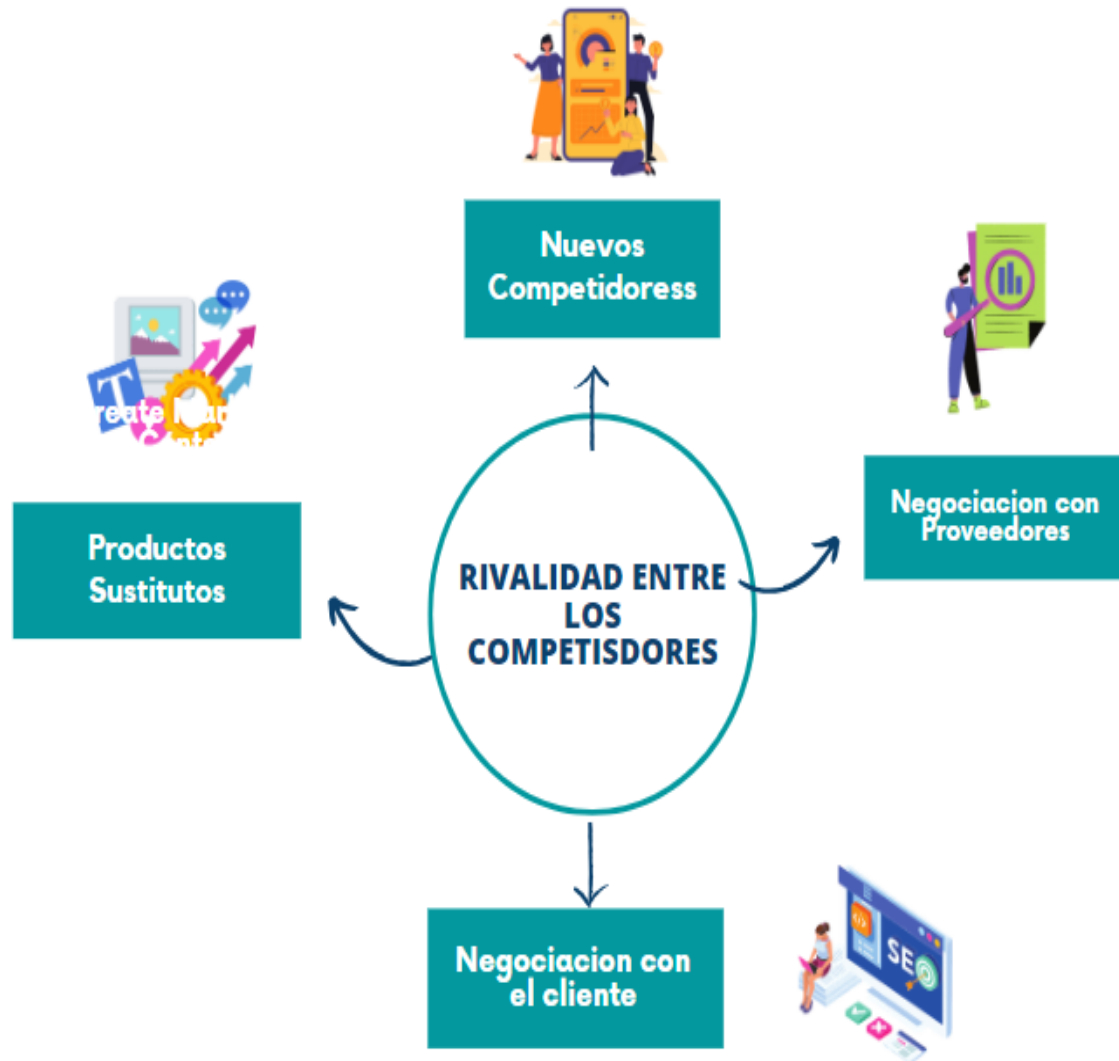 Nuevos
Competidoress
Negociacion con
Proveedores
Productos
Sustitutos
RIVALIDAD ENTRE
LOS
COMPETISDORES
Negociacion con
el cliente
SEO
T